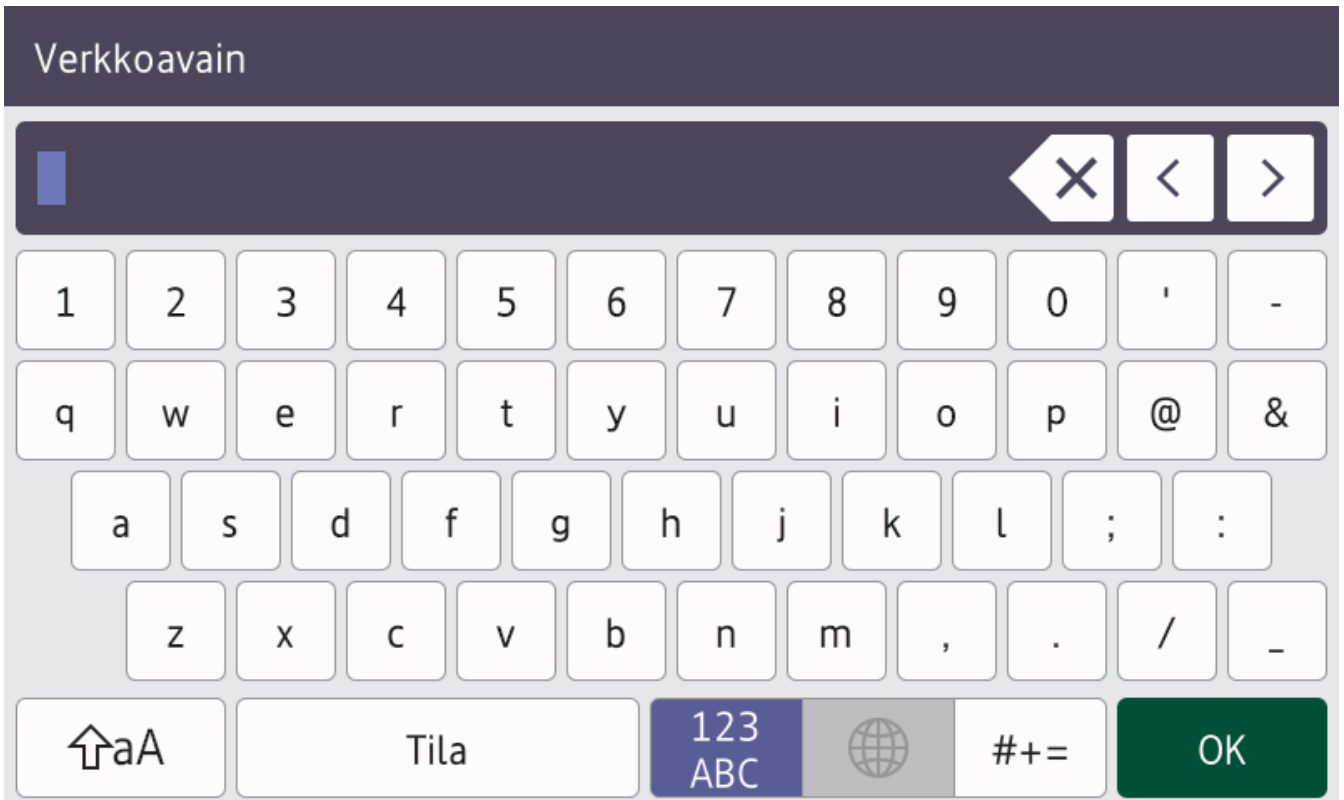 Verkkoavain
1 2 3 4 5 6 7 8 9 0 ' -
q w e r t y u i o p @ &
a s d f g h j k l ; :
z x c v b n m , . / _
aA Tila 123 ABC #+= OK